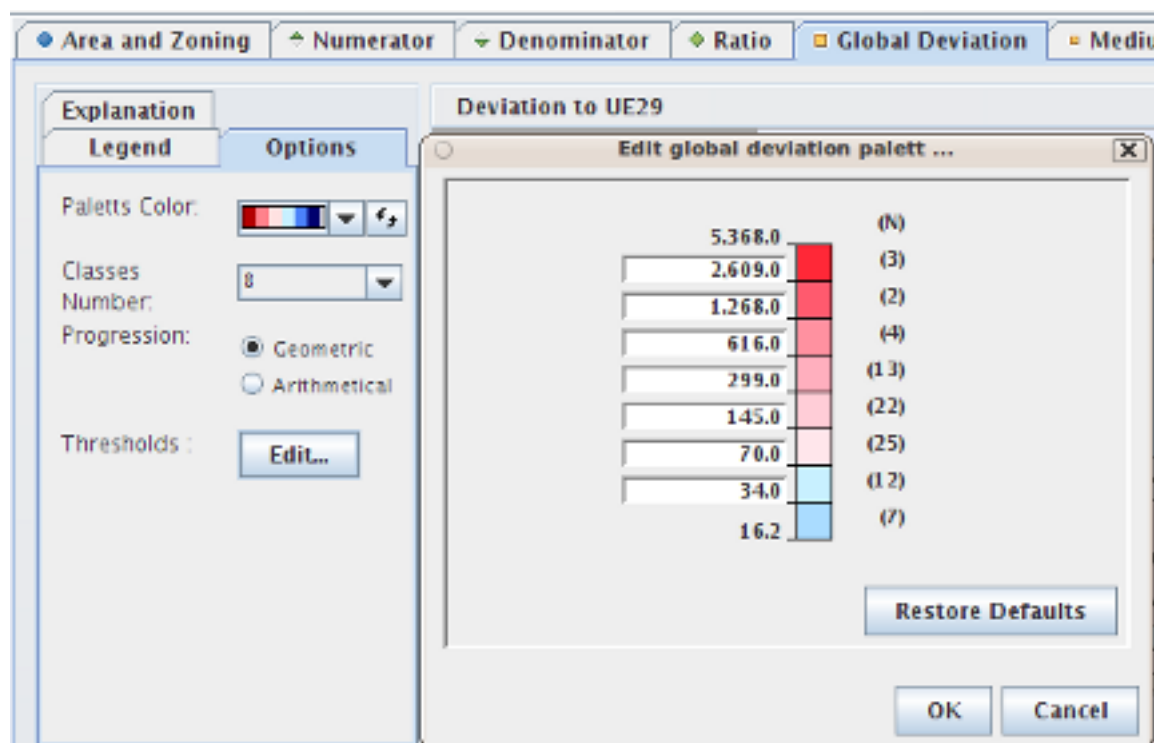 Area and Zoning Numerator Denominator Ratio Global Deviation Mediu
Explanation
Legend Options
Paletts Color:
Classes
Number:
8
Progression:
Geometric
Arithmetical
Thresholds :
Edit...
Deviation to UE29
Edit global deviation palett ...
(N)
5.368.0
2.609.0 (3)
1.268.0 (2)
616.0 (4)
299.0 (13)
145.0 (22)
70.0 (25)
34.0 (12)
16.2 (7)
Restore Defaults
OK Cancel